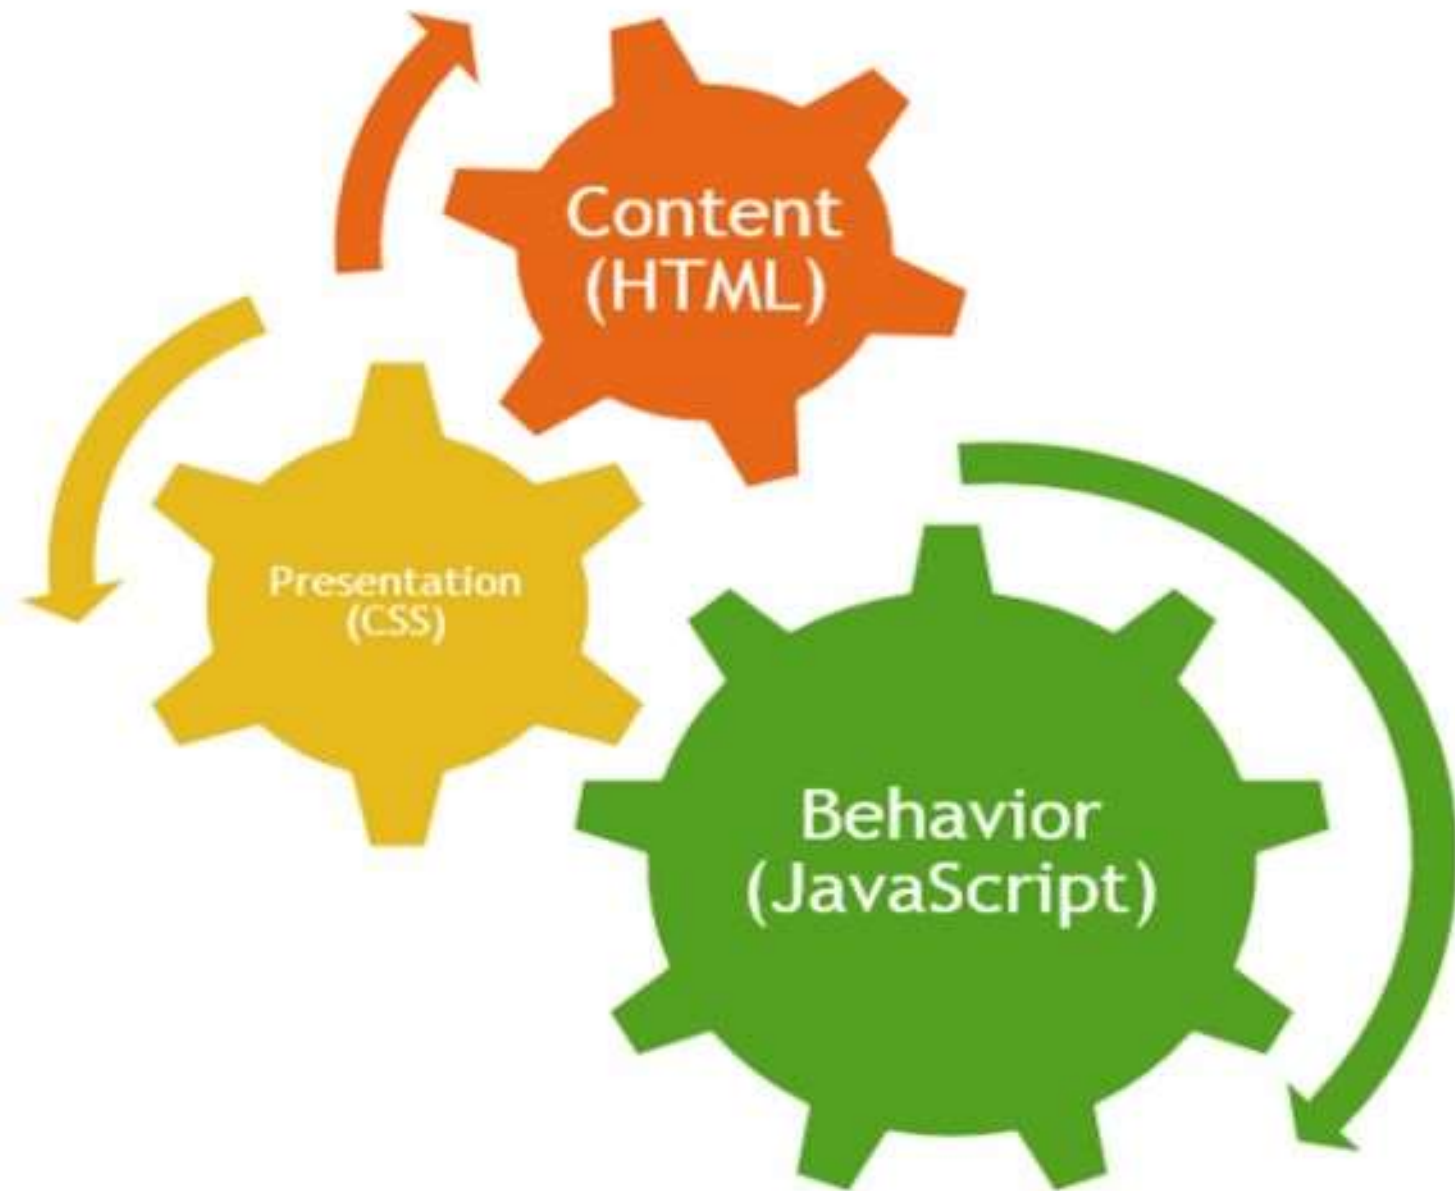 Content
(HTML)
Presentation
(CSS)
Behavior
(JavaScript)